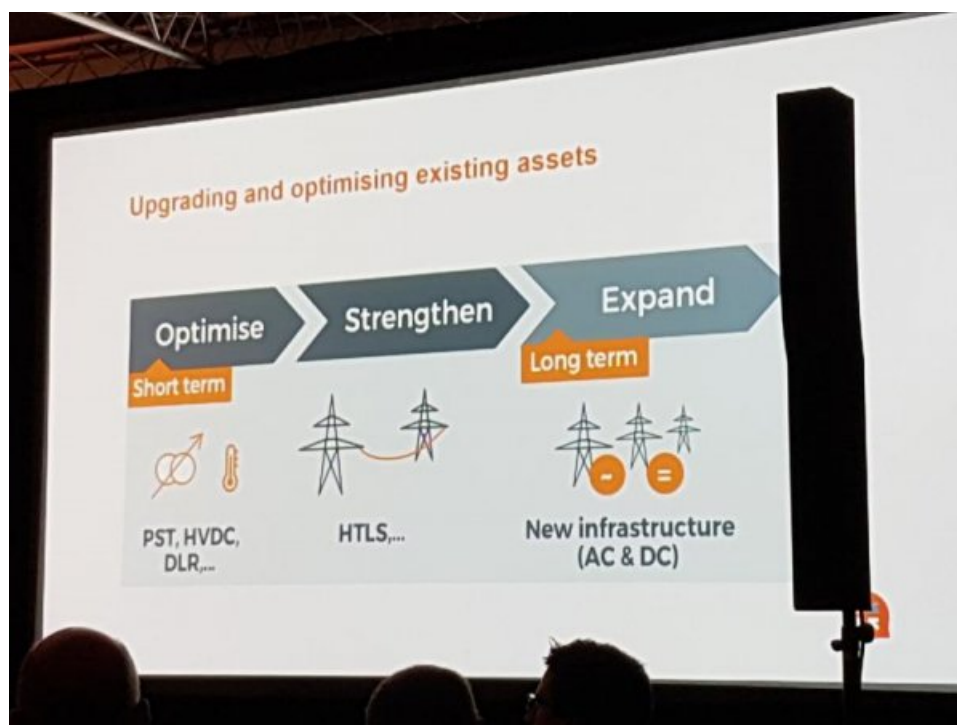 Upgrading and optimising existing assets
Optimise
Strengthen
Expand
Short term
Long term
PST, HVDC,
DLR,...
HTLS,...
New infrastructure
(AC & DC)
~
=